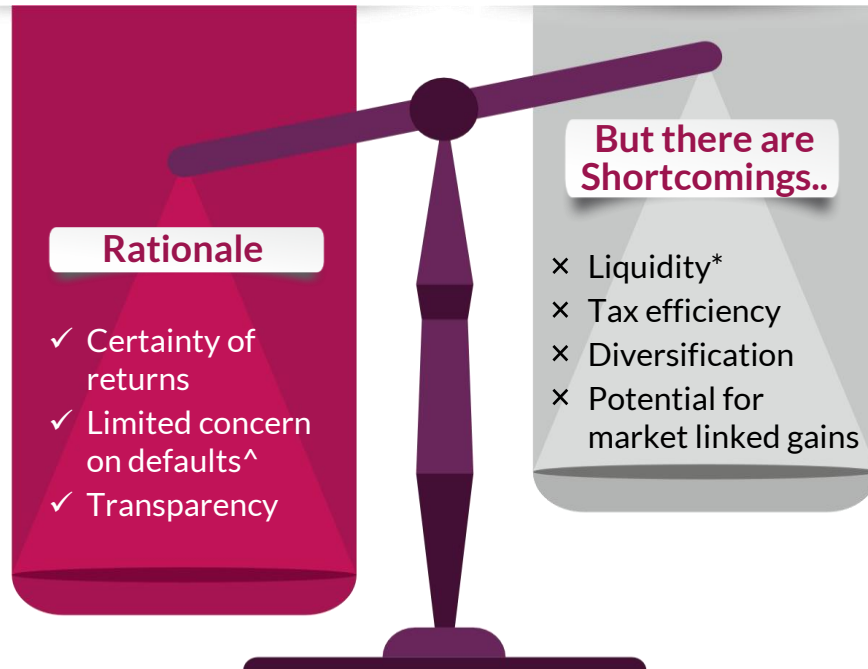 Rationale
✓ Certainty of
returns
✓ Limited concern
on defaults^
✓ Transparency
But there are
Shortcomings..
× Liquidity*
× Tax efficiency
× Diversification
× Potential for
market linked gains